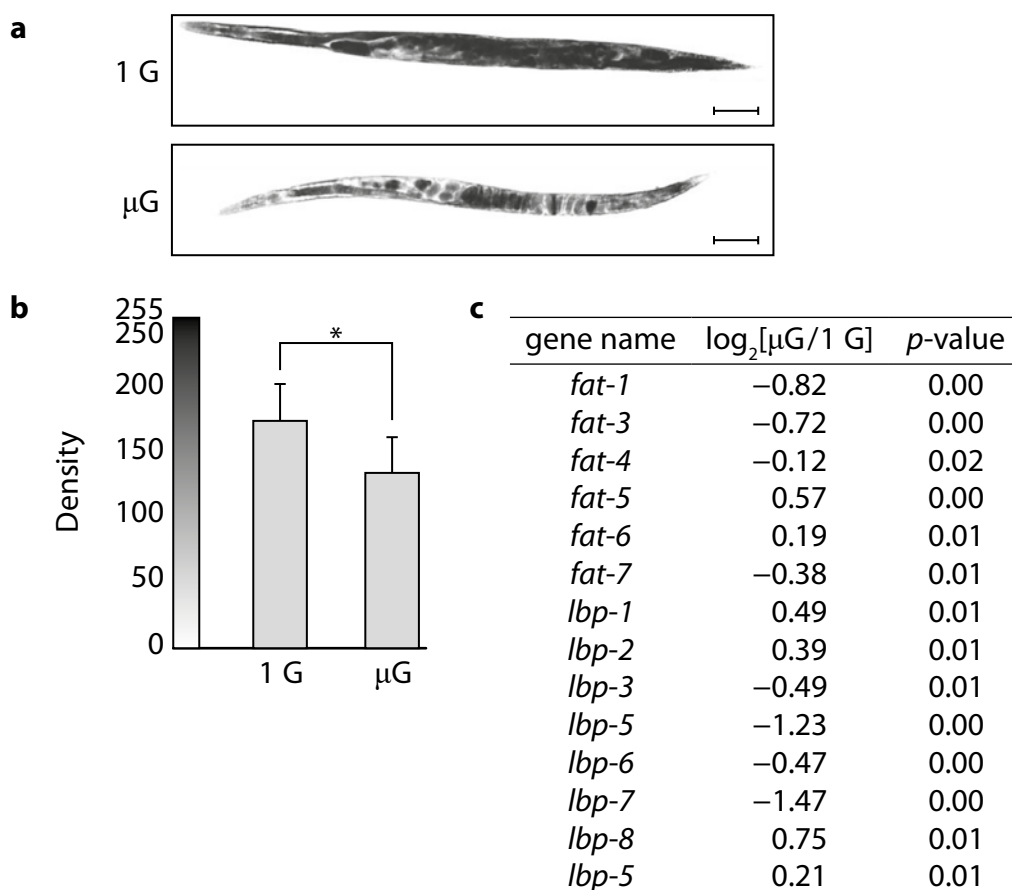 a
1 G
μG
b
255
250
200
150
100
50
0
Density
*
1 G
μG
c
gene name log₂[μG/1 G] p-value
fat-1 −0.82 0.00
fat-3 −0.72 0.00
fat-4 −0.12 0.02
fat-5 0.57 0.00
fat-6 0.19 0.01
fat-7 −0.38 0.01
lbp-1 0.49 0.01
lbp-2 0.39 0.01
lbp-3 −0.49 0.01
lbp-5 −1.23 0.00
lbp-6 −0.47 0.00
lbp-7 −1.47 0.00
lbp-8 0.75 0.01
lbp-5 0.21 0.01